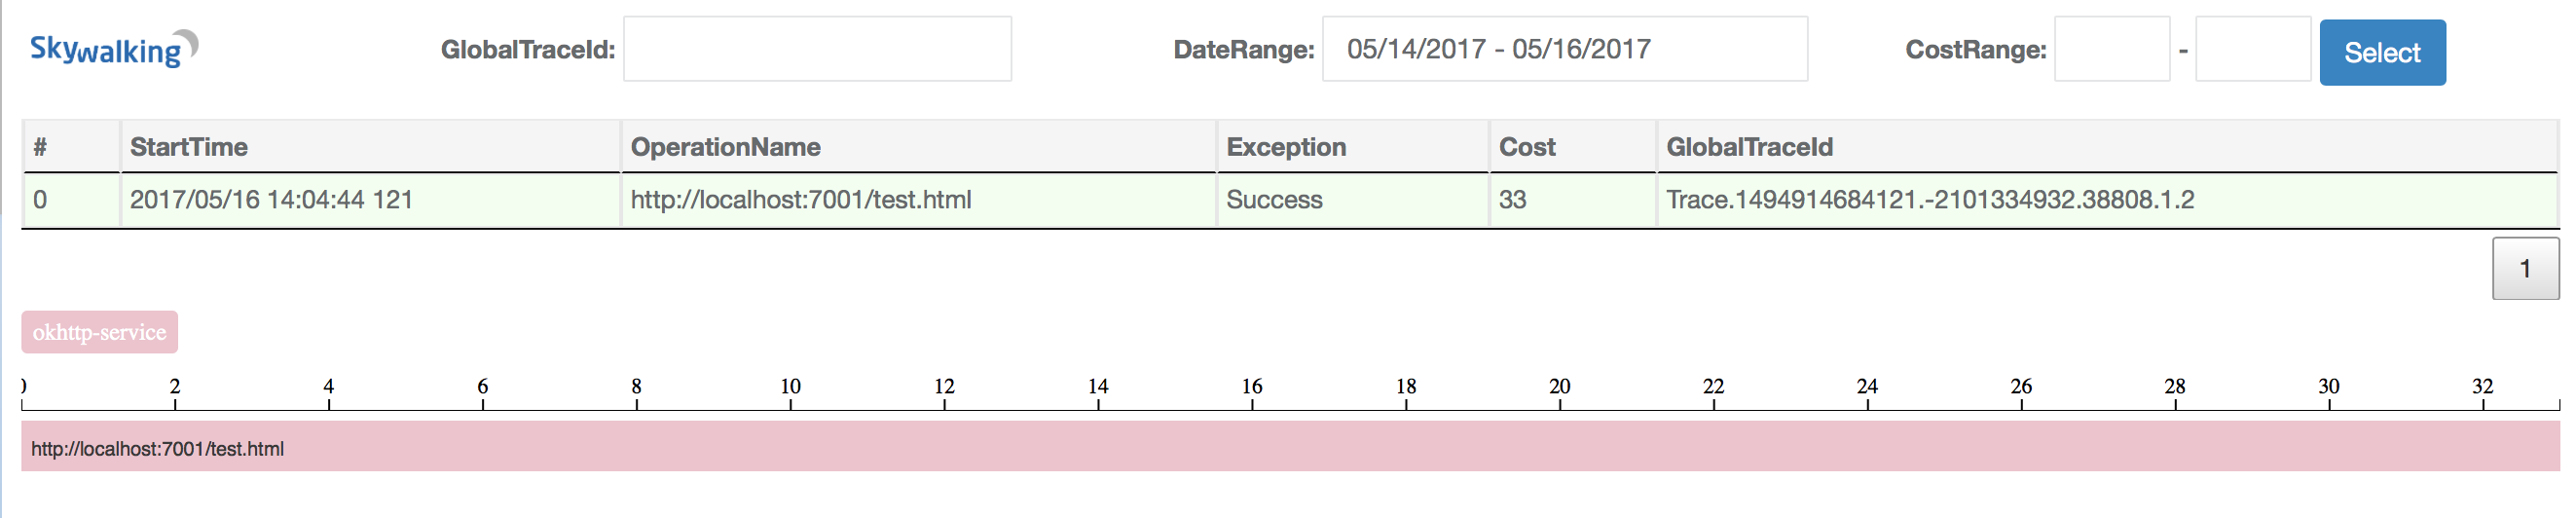 Skywalking GlobalTraceId: DateRange: 05/14/2017 - 05/16/2017 CostRange: - Select
# StartTime OperationName Exception Cost GlobalTraceId
0 2017/05/16 14:04:44 121 http://localhost:7001/test.html Success 33 Trace.1494914684121.-2101334932.38808.1.2
1
okhttp-service
0 2 4 6 8 10 12 14 16 18 20 22 24 26 28 30 32
http://localhost:7001/test.html